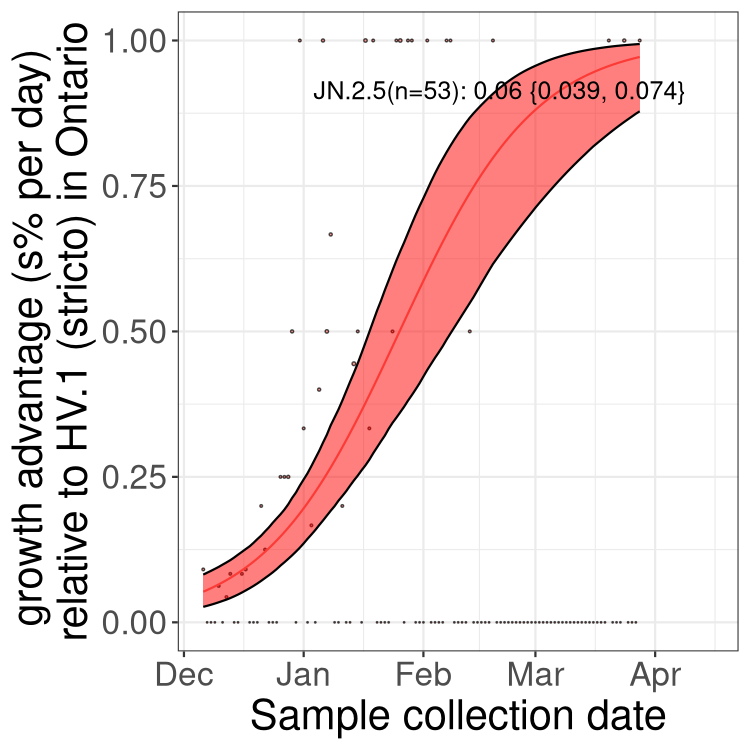 growth advantage (s% per day)
relative to HV.1 (stricto) in Ontario
1.00
0.75
0.50
0.25
0.00
JN.2.5(n=53): 0.06 {0.039, 0.074}
Dec Jan Feb Mar Apr
Sample collection date